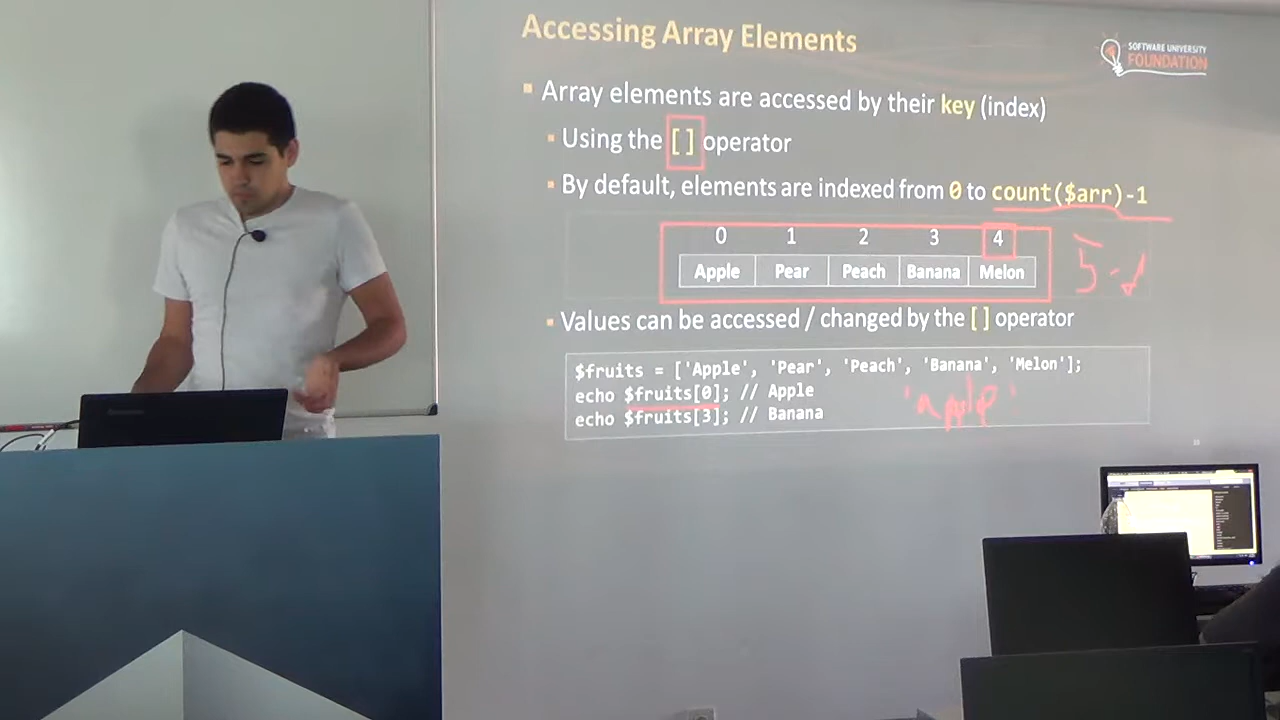 Accessing Array Elements
SOFTWARE UNIVERSITY
FOUNDATION
Array elements are accessed by their key (index)
Using the [] operator
By default, elements are indexed from 0 to count($arr)-1
0 1 2 3 4
Apple Pear Peach Banana Melon
5-1
Values can be accessed / changed by the [] operator
$fruits = ['Apple', 'Pear', 'Peach', 'Banana', 'Melon'];
echo $fruits[0]; // Apple
'apple'
echo $fruits[3]; // Banana